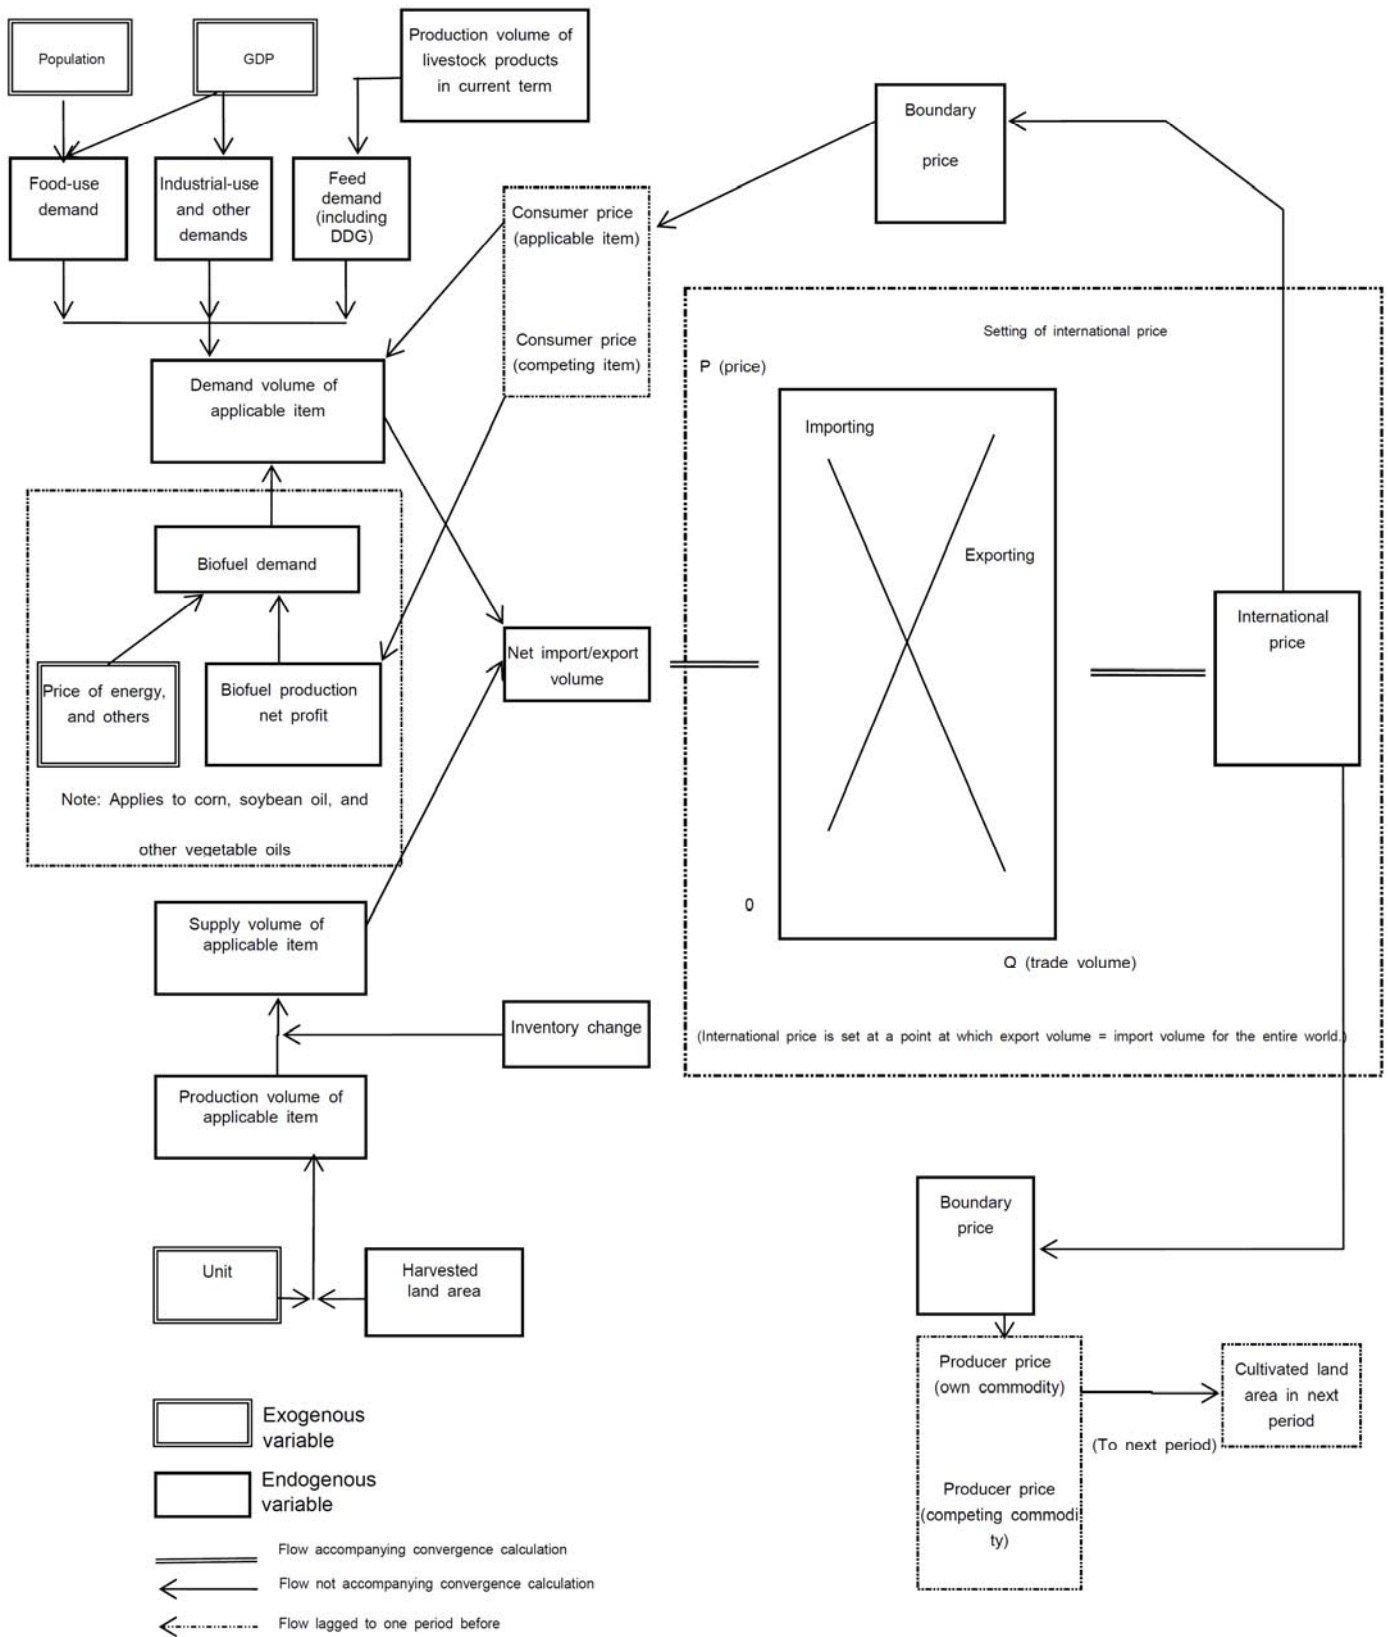 Population
GDP
Production volume of
livestock products
in current term
Boundary
price
Food-use
demand
Industrial-use
and other
demands
Feed
demand
(including
DDG)
Consumer price
(applicable item)
Consumer price
(competing item)
Setting of international price
P (price)
Demand volume of
applicable item
Importing
Exporting
Biofuel demand
International
price
Net import/export
volume
Price of energy,
and others
Biofuel production
net profit
Note: Applies to corn, soybean oil, and
other vegetable oils
0
Supply volume of
applicable item
Q (trade volume)
Inventory change
(International price is set at a point at which export volume = import volume for the entire world.)
Production volume of
applicable item
Boundary
price
Unit
Harvested
land area
Producer price
(own commodity)
Cultivated land
area in next
period
(To next period)
Producer price
(competing commodi
ty)
Exogenous
variable
Endogenous
variable
Flow accompanying convergence calculation
Flow not accompanying convergence calculation
Flow lagged to one period before